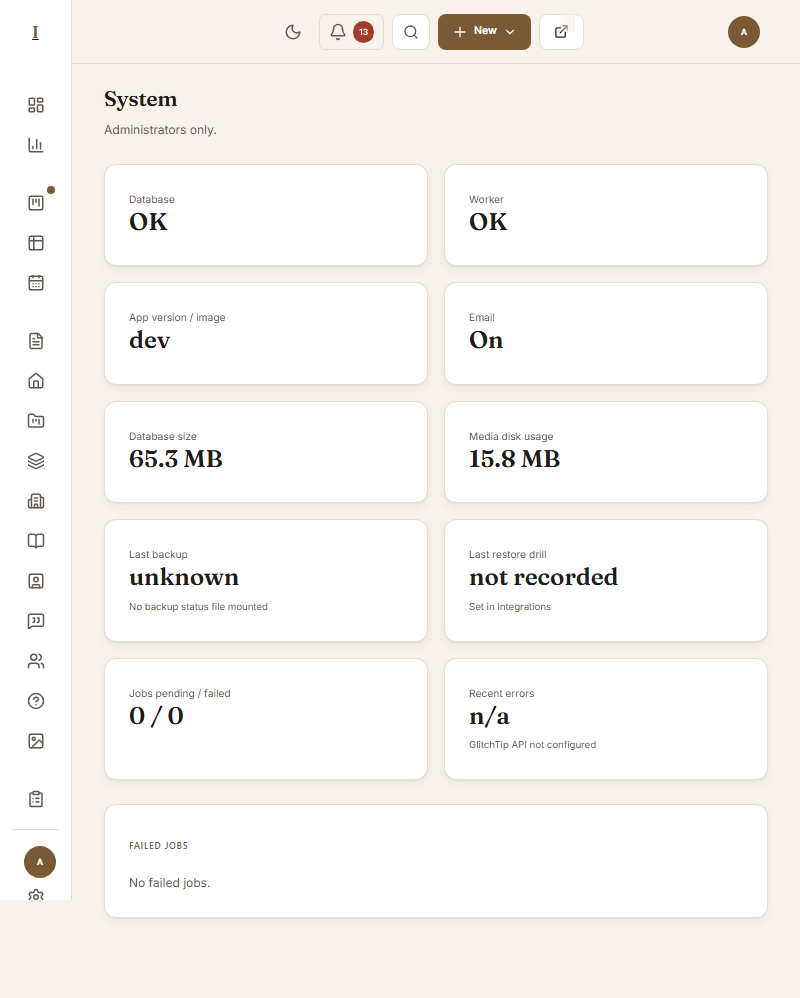 I
13
New
A
System
Administrators only.
Database
OK
Worker
OK
App version / image
dev
Email
On
Database size
65.3 MB
Media disk usage
15.8 MB
Last backup
unknown
No backup status file mounted
Last restore drill
not recorded
Set in Integrations
Jobs pending / failed
0 / 0
Recent errors
n/a
GlitchTip API not configured
FAILED JOBS
No failed jobs.
A